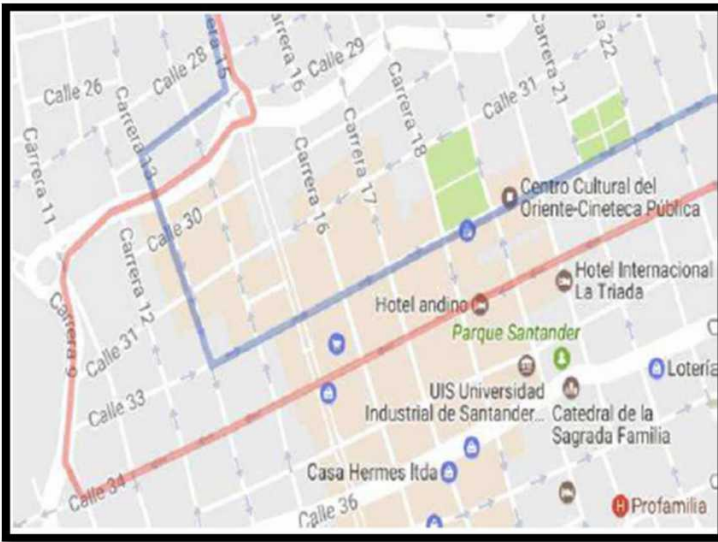 Calle 26
Calle 28
Carrera 15
Carrera 16
Calle 29
Carrera 21
22
Calle 31
Carrera 18
Carrera 17
Carrera 13
Carrera 11
Carrera 16
Calle 30
Carrera 12
Centro Cultural del
Oriente-Cineteca Pública
Hotel Internacional
La Triada
Hotel andino
Parque Santander
Carrera 9
Calle 31
Calle 33
Lotería
UIS Universidad
Industrial de Santander...
Catedral de la
Sagrada Familia
Calle 34
Casa Hermes ltda
Calle 36
H Profamilia